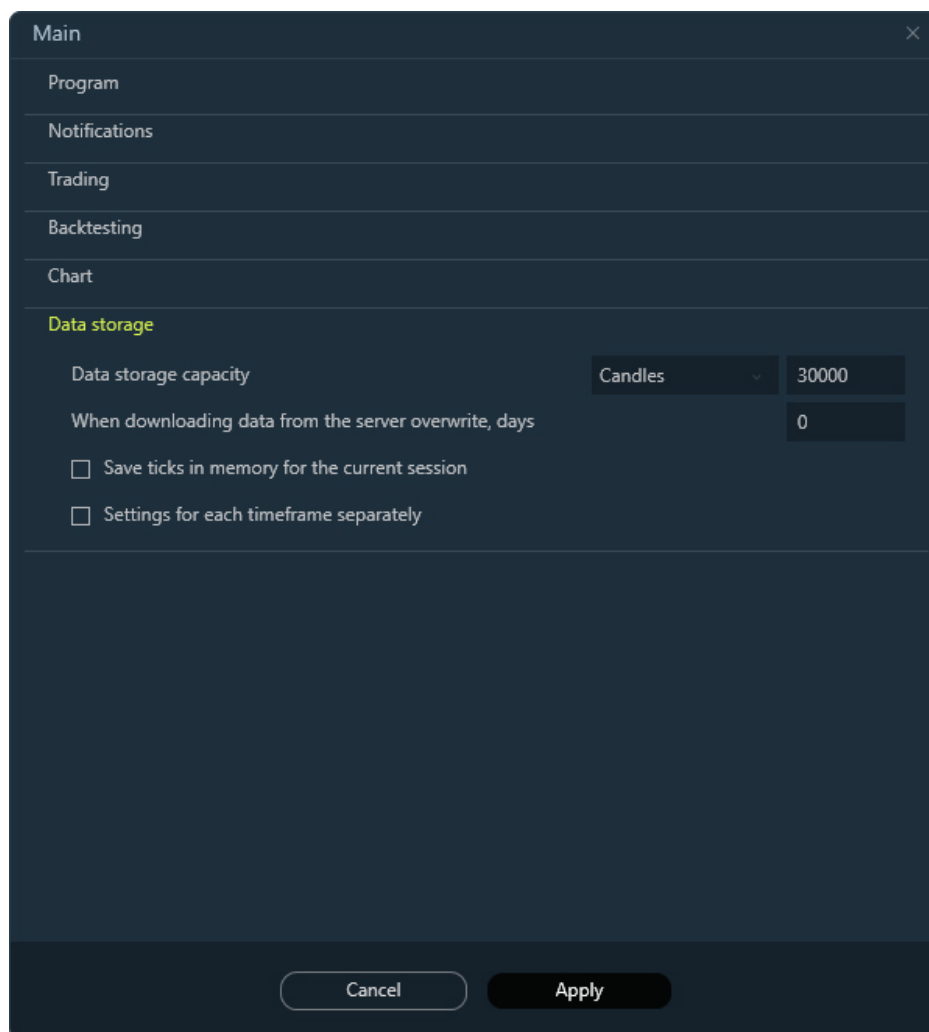 Main
Program
Notifications
Trading
Backtesting
Chart
Data storage
Data storage capacity Candles 30000
When downloading data from the server overwrite, days 0
Save ticks in memory for the current session
Settings for each timeframe separately
Cancel Apply